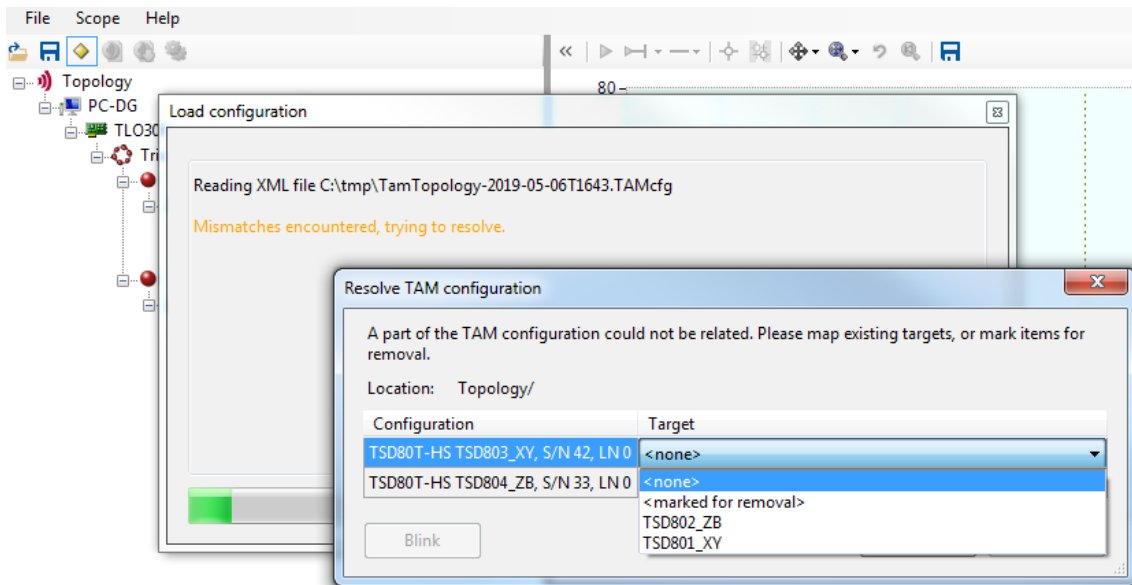 File Scope Help
Topology
PC-DG
TLO30
Tri
80
Load configuration
Reading XML file C:\tmp\TamTopology-2019-05-06T1643.TAMcfg
Mismatches encountered, trying to resolve.
Resolve TAM configuration
A part of the TAM configuration could not be related. Please map existing targets, or mark items for
removal.
Location: Topology/
Configuration Target
TSD80T-HS TSD803_XY, S/N 42, LN 0 <none>
TSD80T-HS TSD804_ZB, S/N 33, LN 0 <none>
<marked for removal>
TSD802_ZB
TSD801_XY
Blink